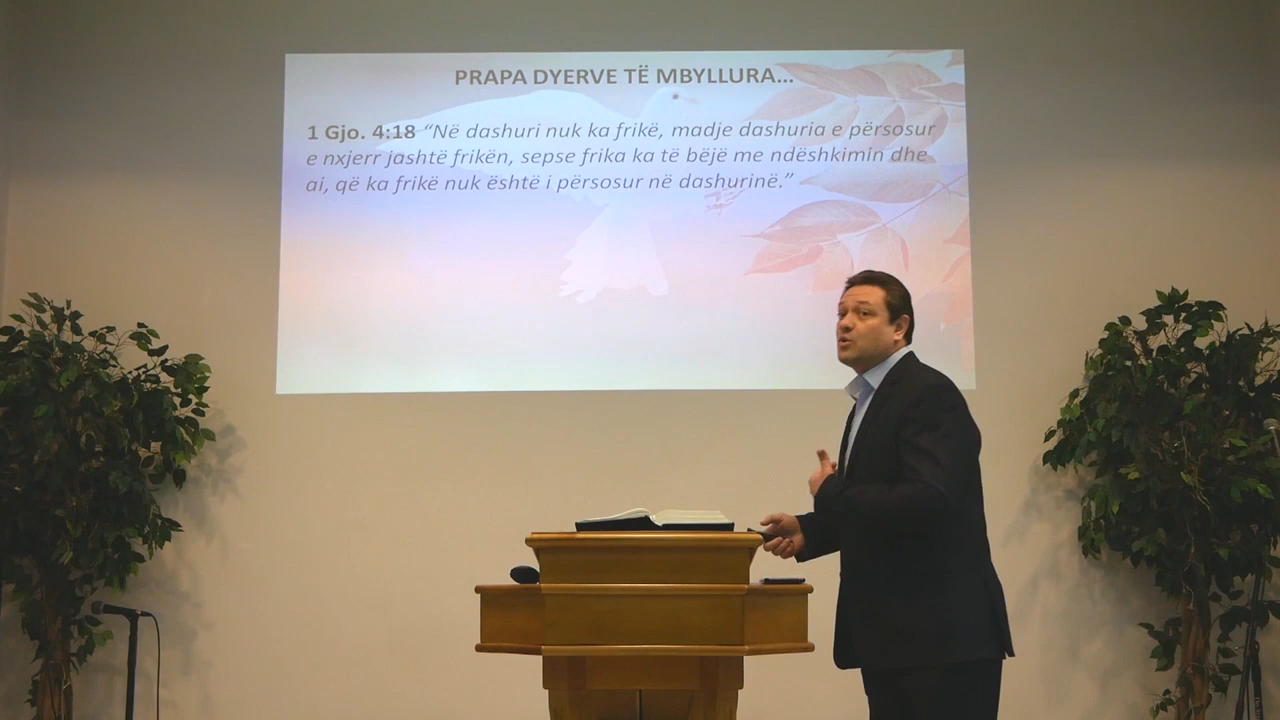 PRAPA DYERVE TË MBYLLURA...
1 Gjo. 4:18 “Në dashuri nuk ka frikë, madje dashuria e përsosur
e nxjerr jashtë frikën, sepse frika ka të bëjë me ndëshkimin dhe
ai, që ka frikë nuk është i përsosur në dashurinë.”